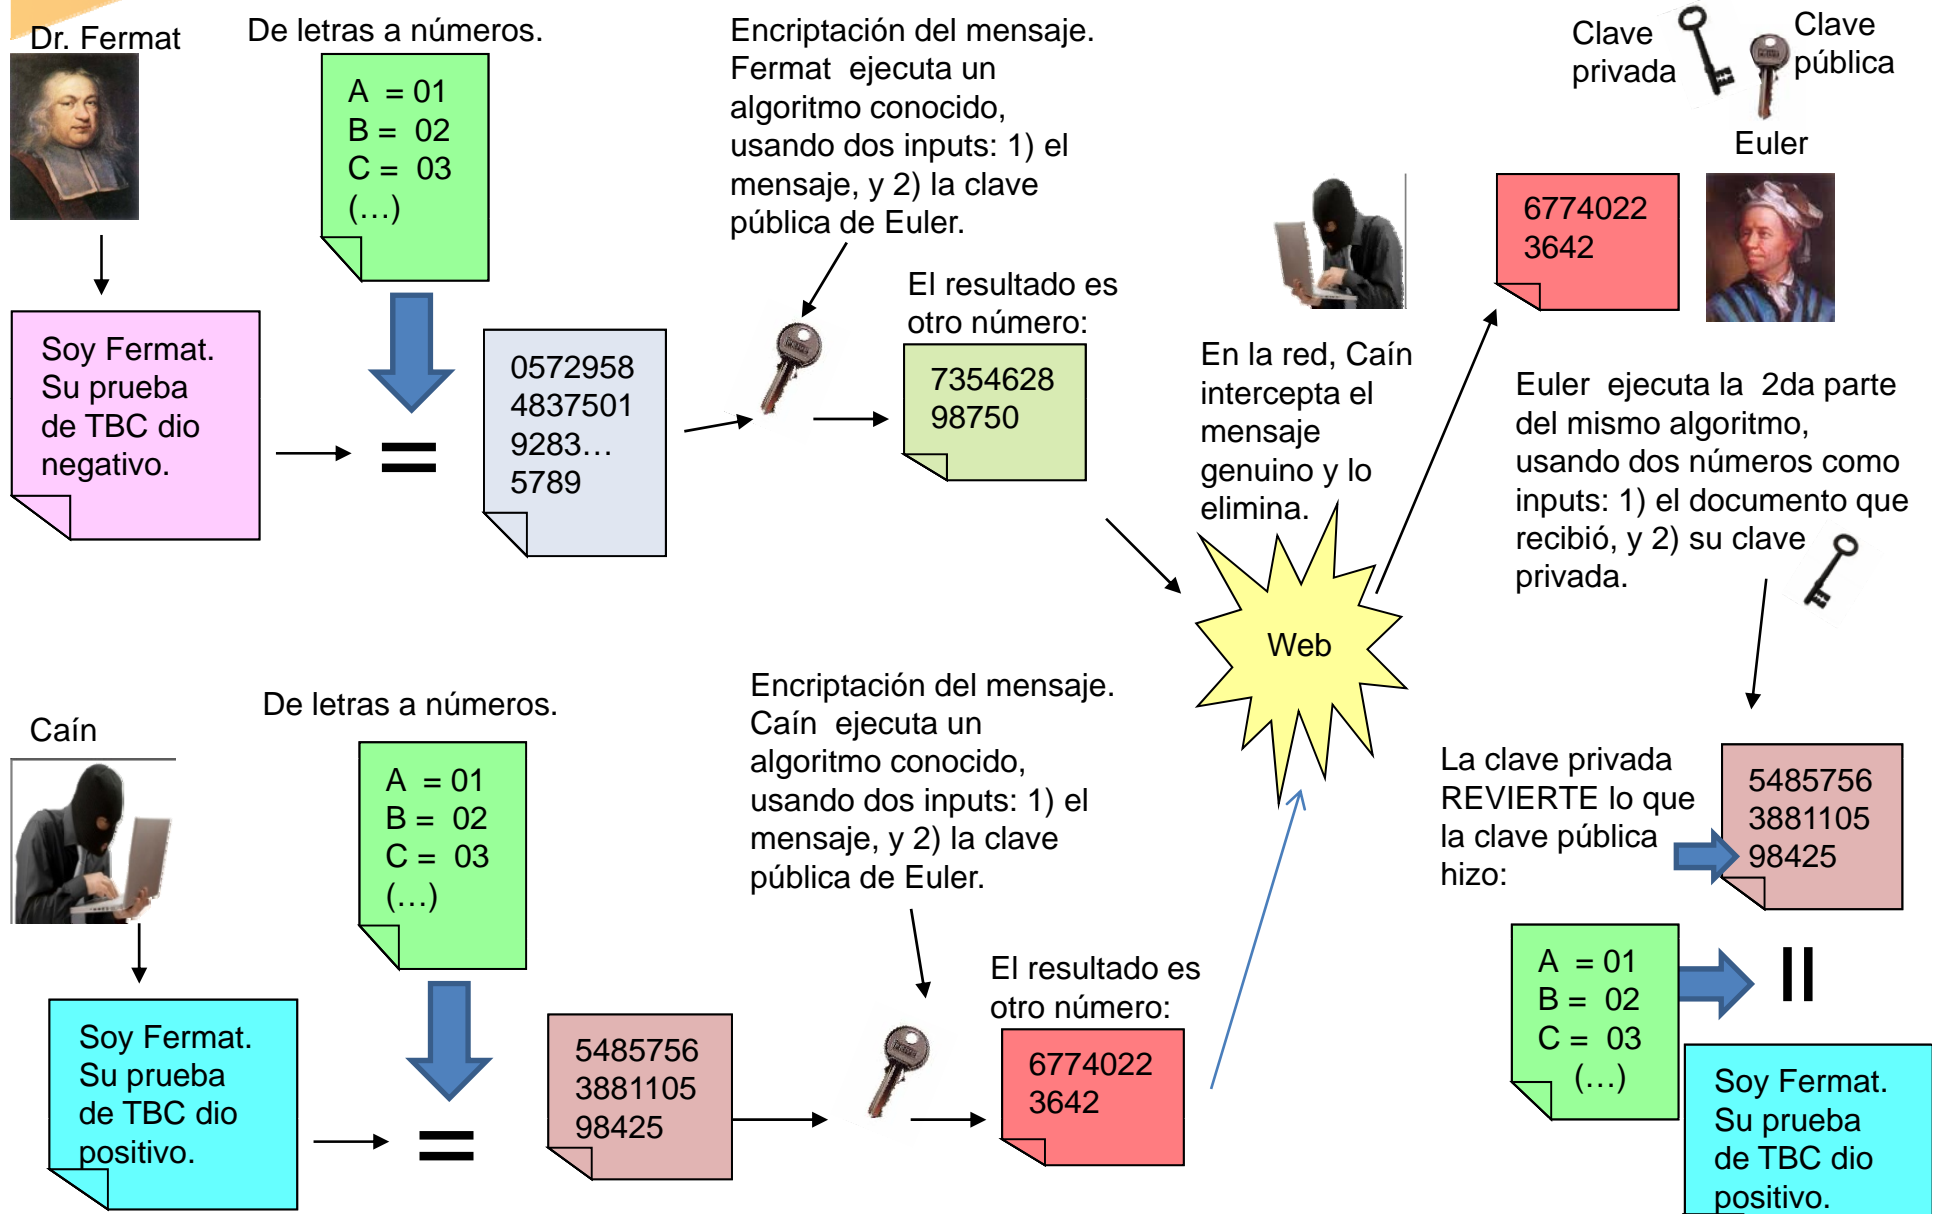 Dr. Fermat
De letras a números.
A = 01
B = 02
C = 03
(…)
Soy Fermat.
Su prueba
de TBC dio
negativo.
=
0572958
4837501
9283…
5789
Encriptación del mensaje.
Fermat ejecuta un
algoritmo conocido,
usando dos inputs: 1) el
mensaje, y 2) la clave
pública de Euler.
El resultado es
otro número:
7354628
98750
En la red, Caín
intercepta el
mensaje
genuino y lo
elimina.
Web
Clave
privada
Clave
pública
Euler
6774022
3642
Euler ejecuta la 2da parte
del mismo algoritmo,
usando dos números como
inputs: 1) el documento que
recibió, y 2) su clave
privada.
Caín
De letras a números.
A = 01
B = 02
C = 03
(…)
Soy Fermat.
Su prueba
de TBC dio
positivo.
=
5485756
3881105
98425
Encriptación del mensaje.
Caín ejecuta un
algoritmo conocido,
usando dos inputs: 1) el
mensaje, y 2) la clave
pública de Euler.
El resultado es
otro número:
6774022
3642
La clave privada
REVIERTE lo que
la clave pública
hizo:
5485756
3881105
98425
A = 01
B = 02
C = 03
(…)
=
Soy Fermat.
Su prueba
de TBC dio
positivo.